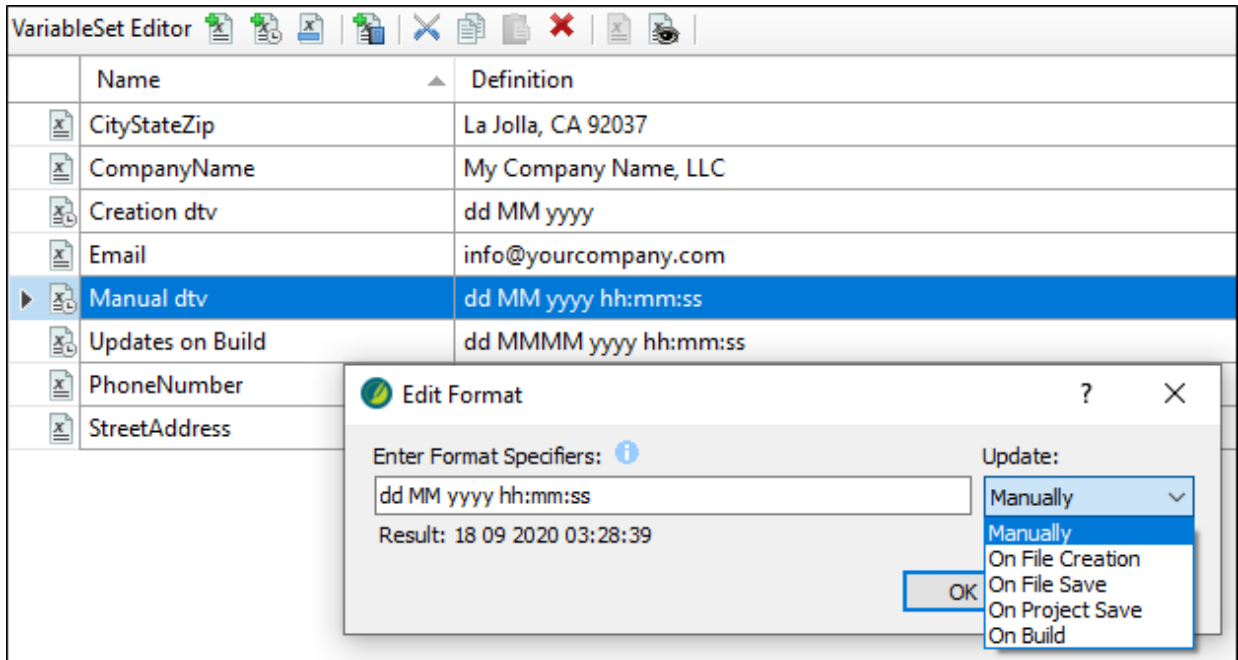 VariableSet Editor
Name Definition
CityStateZip La Jolla, CA 92037
CompanyName My Company Name, LLC
Creation dtv dd MM yyyy
Email info@yourcompany.com
Manual dtv dd MM yyyy hh:mm:ss
Updates on Build dd MMMM yyyy hh:mm:ss
PhoneNumber
StreetAddress
Edit Format ?
Enter Format Specifiers: Update:
dd MM yyyy hh:mm:ss Manually
Result: 18 09 2020 03:28:39
Manually
On File Creation
OK On File Save
On Project Save
On Build